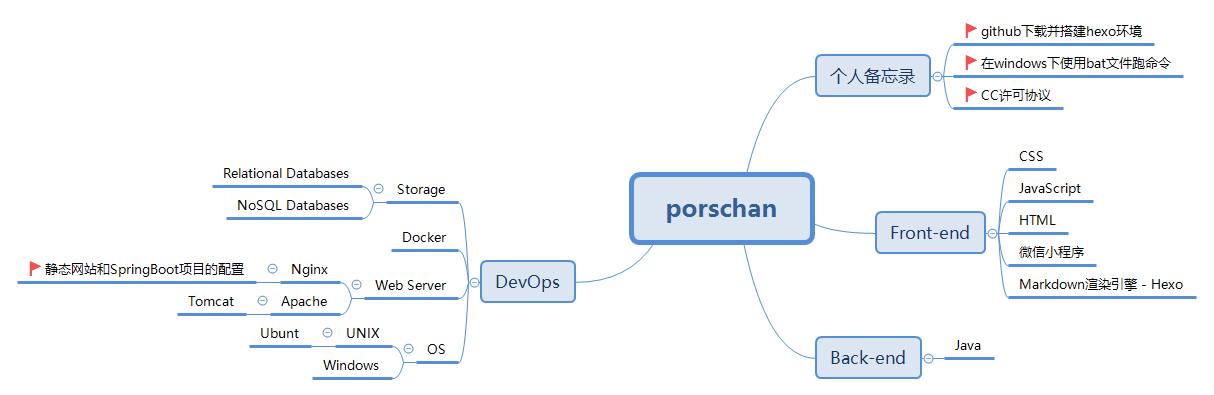 porschan
个人备忘录
github下载并搭建hexo环境
在windows下使用bat文件跑命令
CC许可协议
Front-end
CSS
JavaScript
HTML
微信小程序
Markdown渲染引擎 - Hexo
Back-end
Java
DevOps
Storage
Relational Databases
NoSQL Databases
Docker
Web Server
Nginx
静态网站和SpringBoot项目的配置
Apache
Tomcat
OS
UNIX
Ubunt
Windows